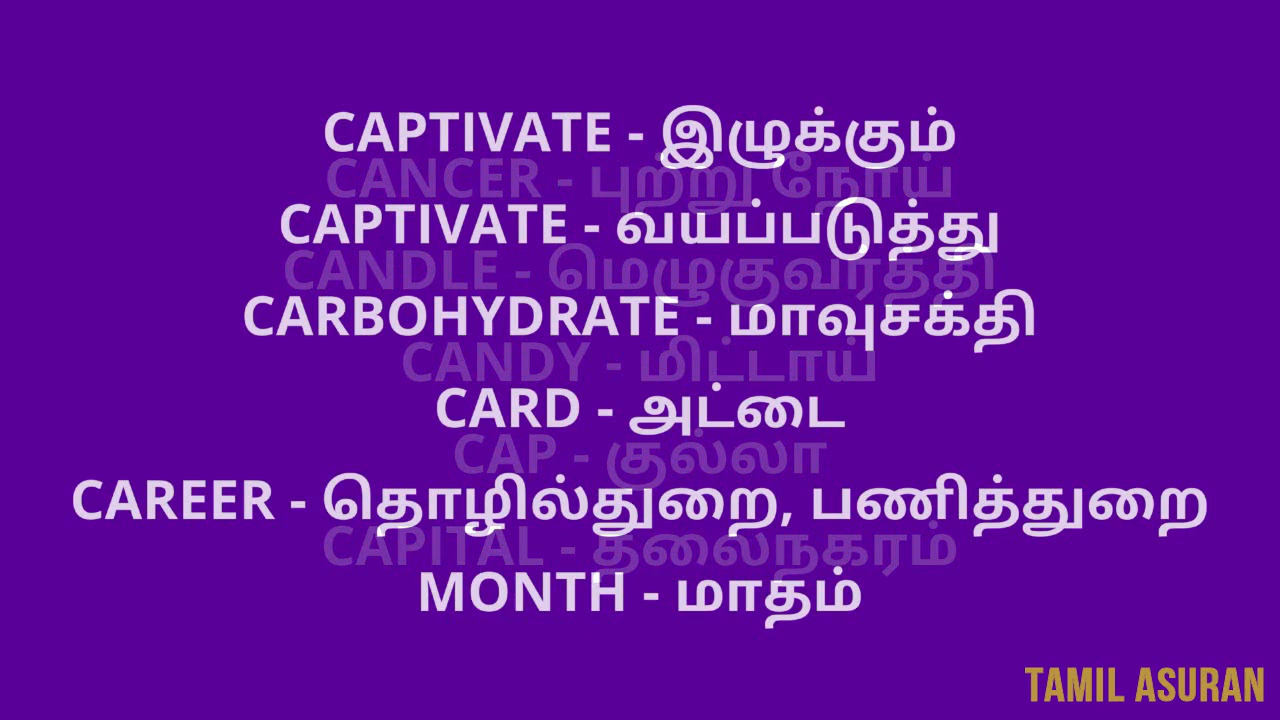 CAPTIVATE - இழுக்கும்
CANCER - புற்று நோய்
CAPTIVATE - வயப்படுத்து
CANDLE - மெழுகுவர்த்தி
CARBOHYDRATE - மாவுசக்தி
CANDY - மிட்டாய்
CARD - அட்டை
CAP - குல்லா
CAREER - தொழில்துறை, பணித்துறை
CAPITAL - தலைநகரம்
MONTH - மாதம்
TAMIL ASURAN